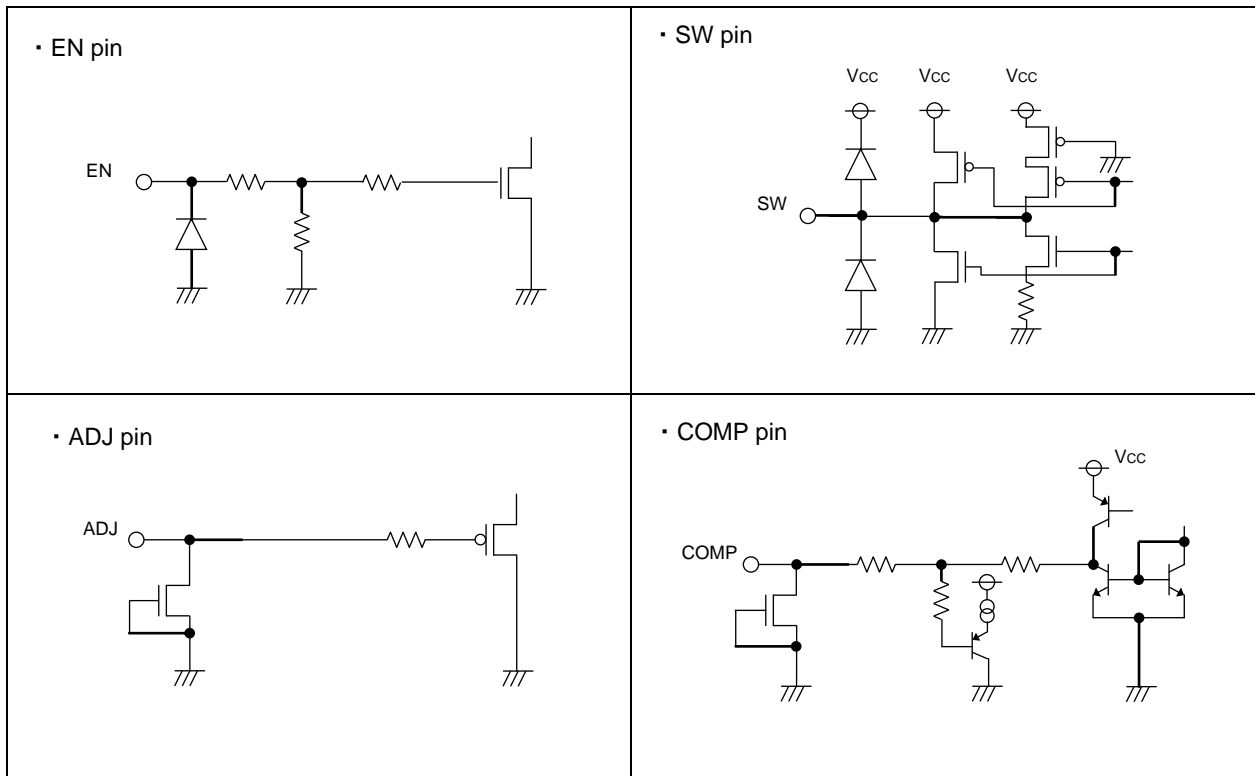 ・EN pin
EN
・SW pin
VCC VCC VCC
SW
・ADJ pin
ADJ
・COMP pin
VCC
COMP